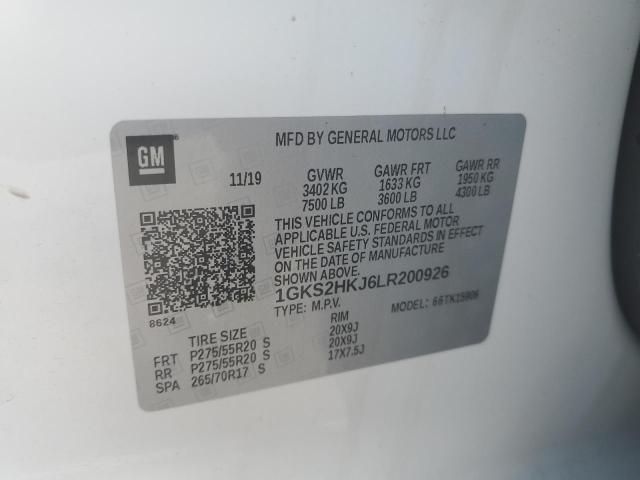 GM
MFD BY GENERAL MOTORS LLC
11/19 GVWR GAWR FRT GAWR RR
3402 KG 1633 KG 1950 KG
7500 LB 3600 LB 4300 LB
THIS VEHICLE CONFORMS TO ALL
APPLICABLE U.S. FEDERAL MOTOR
VEHICLE SAFETY STANDARDS IN EFFECT
ON THE DATE OF MANUFACTURE
SHOWN ABOVE.
1GKS2HKJ6LR200926
TYPE: M.P.V. MODEL: 66TK15906
8624
TIRE SIZE RIM
FRT P275/55R20 S 20X9J
RR P275/55R20 S 20X9J
SPA 265/70R17 S 17X7.5J